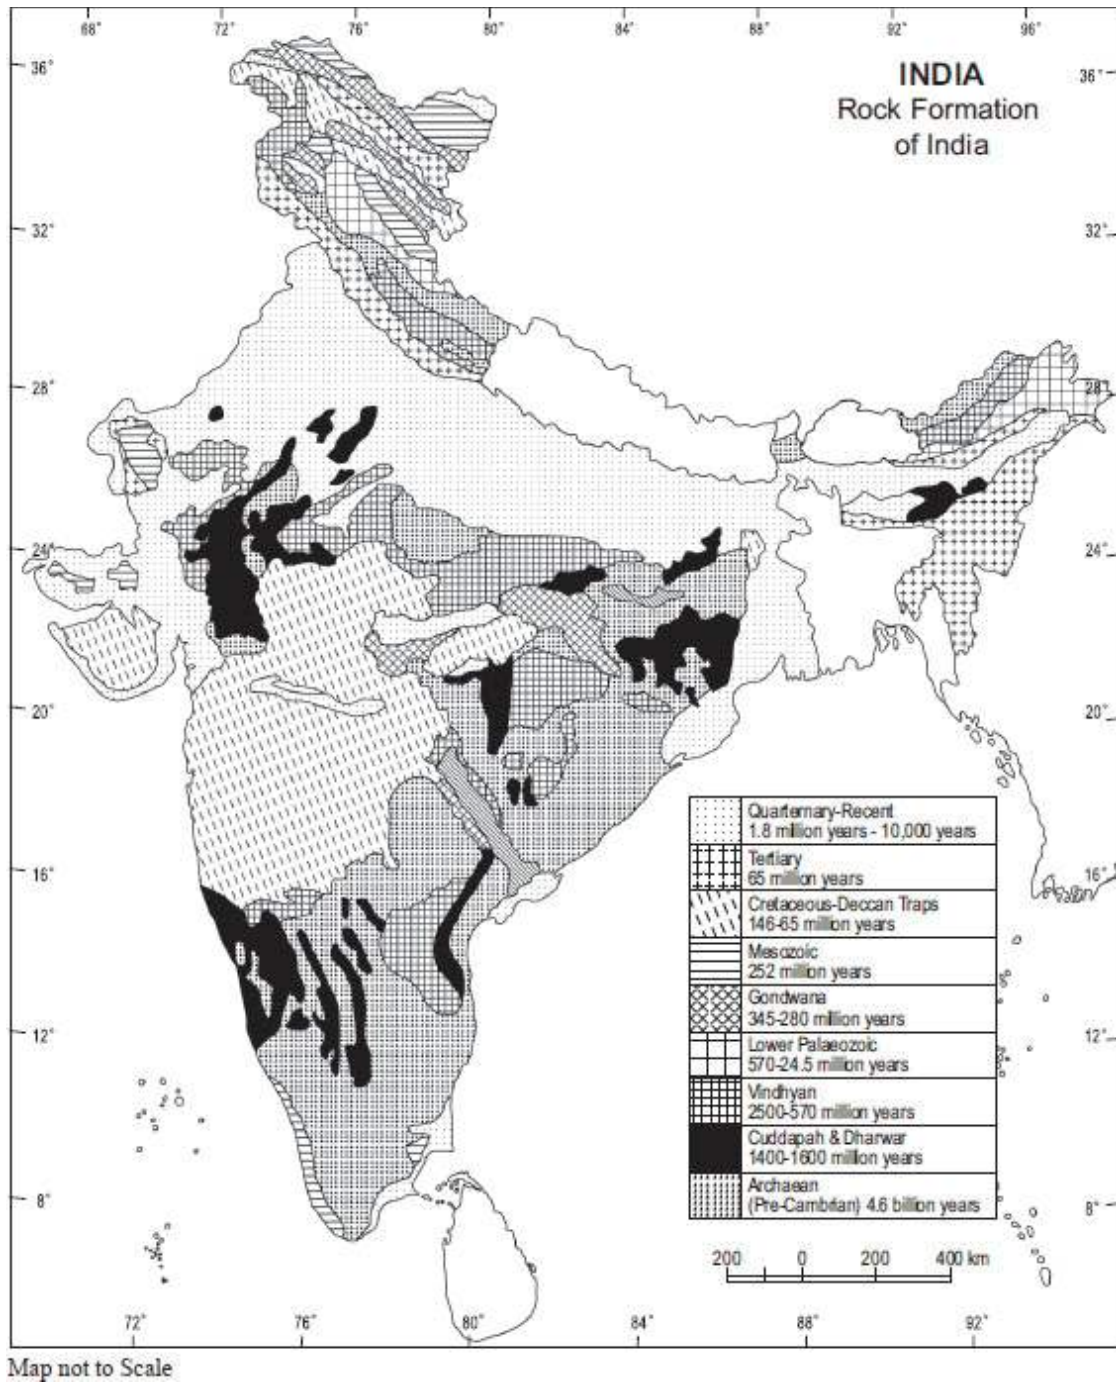 68° 72° 76° 80° 84° 88° 92° 96°
INDIA
Rock Formation
of India
36° 36°
32° 32°
28° 28°
24° 24°
20° 20°
16° 16°
12° 12°
8° 8°
Quarternary-Recent
1.8 million years - 10,000 years
Tertiary
65 million years
Cretaceous-Deccan Traps
146-65 million years
Mesozoic
252 million years
Gondwana
345-280 million years
Lower Palaeozoic
570-24.5 million years
Vindhyan
2500-570 million years
Cuddapah & Dharwar
1400-1600 million years
Archaean
(Pre-Cambrian) 4.6 billion years
200 0 200 400 km
72° 76° 80° 84° 88° 92°
Map not to Scale